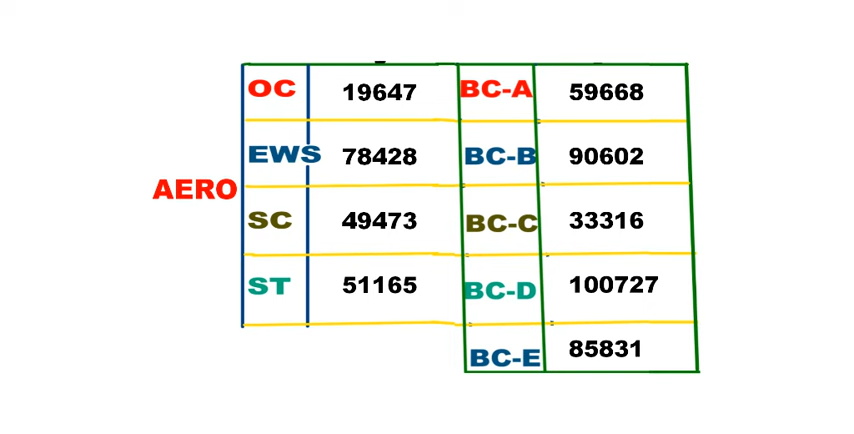 OC 19647 BC-A 59668
EWS 78428 BC-B 90602
AERO
SC 49473 BC-C 33316
ST 51165 BC-D 100727
BC-E 85831